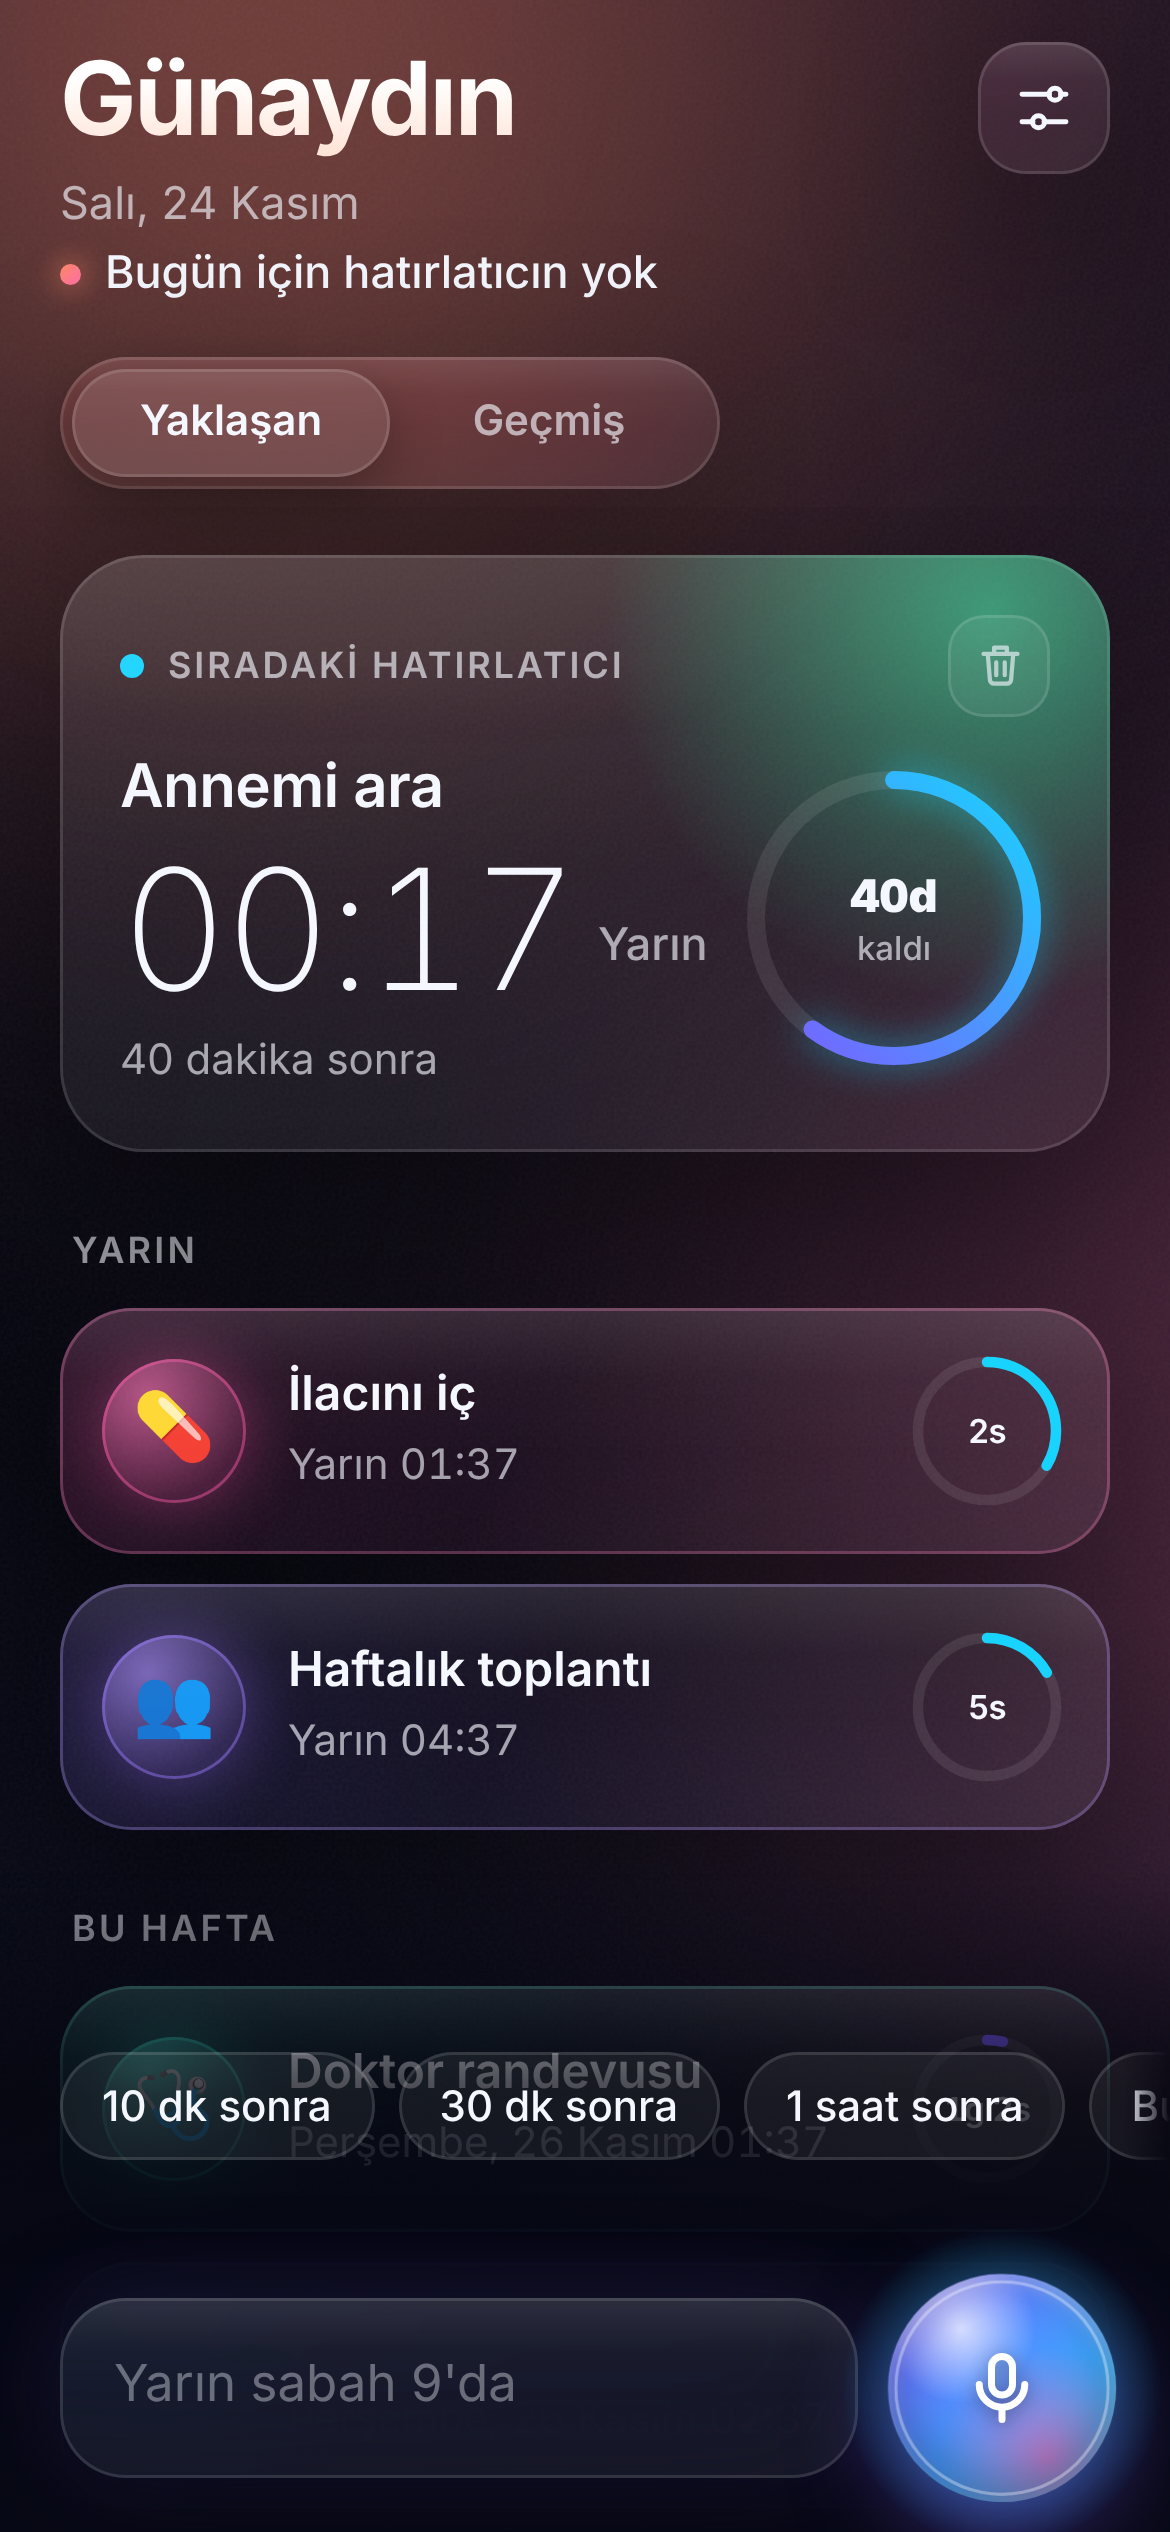 Günaydın
Salı, 24 Kasım
Bugün için hatırlatıcın yok
Yaklaşan
Geçmiş
SIRADAKİ HATIRLATICI
Annemi ara
00:17 Yarın
40 dakika sonra
40d
kaldı
YARIN
İlacını iç
Yarın 01:37
2s
Haftalık toplantı
Yarın 04:37
5s
BU HAFTA
Doktor randevusu
Perşembe, 26 Kasım 01:37
10 dk sonra
30 dk sonra
1 saat sonra
Yarın sabah 9'da